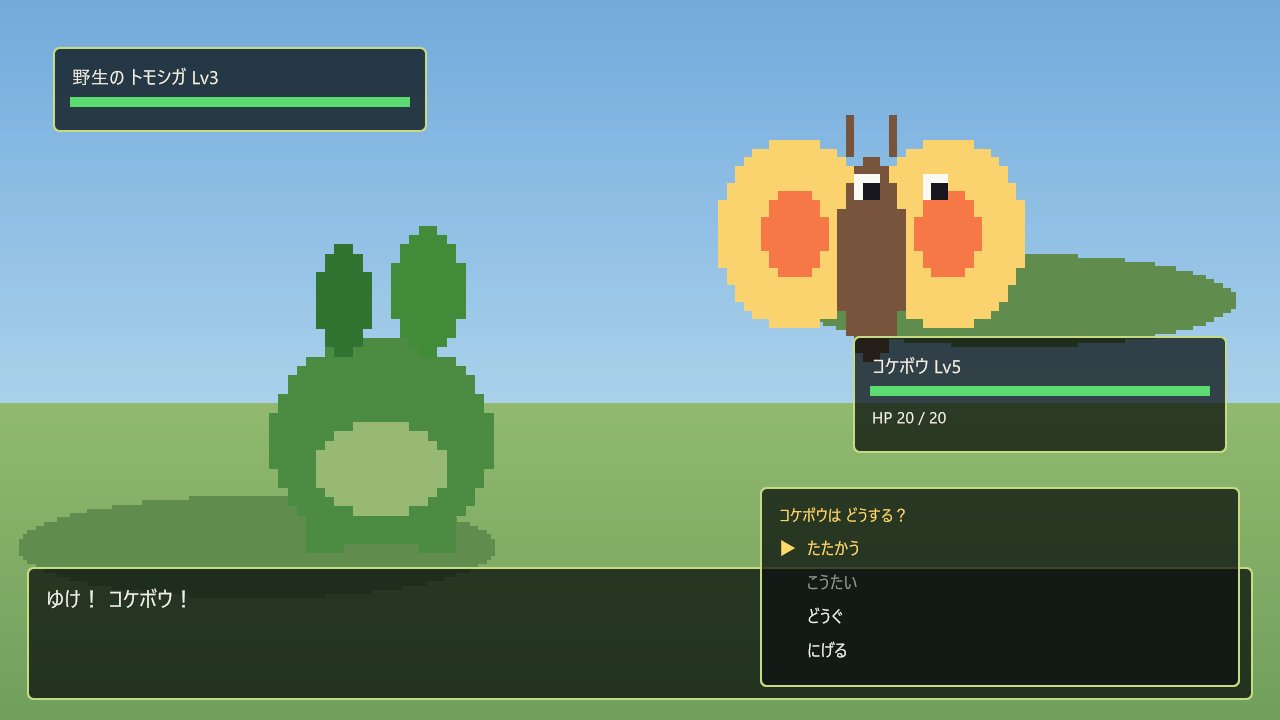 野生の トモシガ Lv3
コケボウ Lv5
HP 20 / 20
コケボウは どうする？
▶ たたかう
こうたい
どうぐ
にげる
ゆけ！ コケボウ！